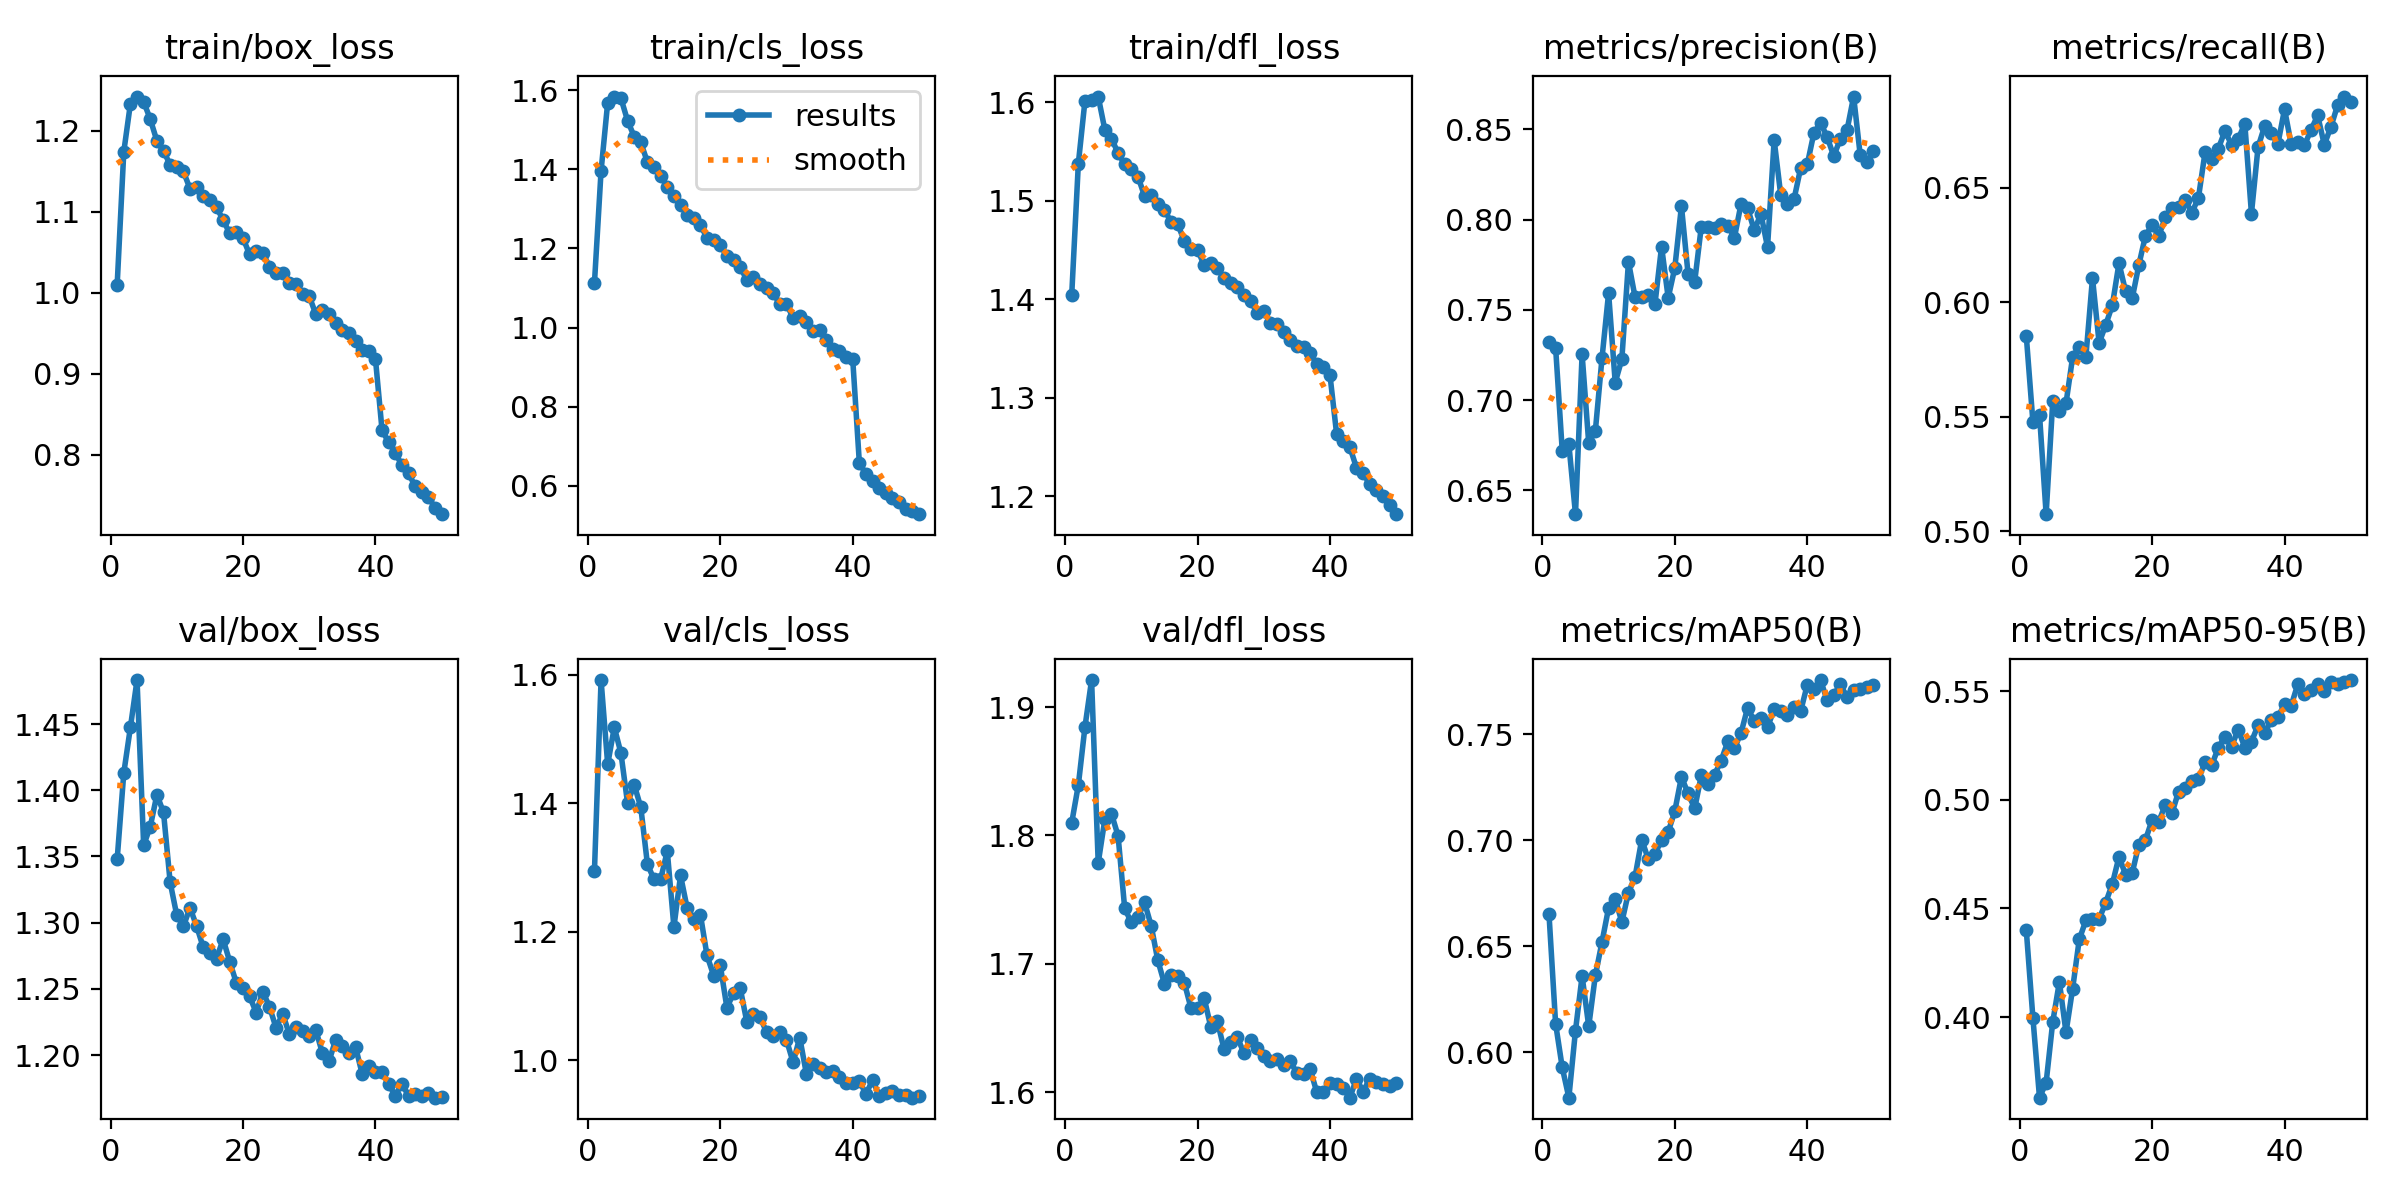 train/box_loss
train/cls_loss
train/dfl_loss
metrics/precision(B)
metrics/recall(B)
1.2
1.1
1.0
0.9
0.8
0 20 40
1.6
1.4
1.2
1.0
0.8
0.6
results
smooth
0 20 40
1.6
1.5
1.4
1.3
1.2
0 20 40
0.85
0.80
0.75
0.70
0.65
0 20 40
0.65
0.60
0.55
0.50
0 20 40
val/box_loss
val/cls_loss
val/dfl_loss
metrics/mAP50(B)
metrics/mAP50-95(B)
1.45
1.40
1.35
1.30
1.25
1.20
0 20 40
1.6
1.4
1.2
1.0
0 20 40
1.9
1.8
1.7
1.6
0 20 40
0.75
0.70
0.65
0.60
0 20 40
0.55
0.50
0.45
0.40
0 20 40